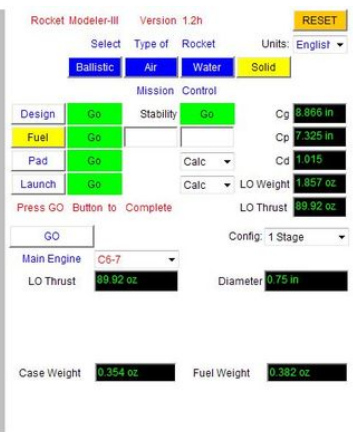 Rocket Modeler-III Version 1.2h RESET
Select Type of Rocket Units: English
Ballistic Air Water Solid
Mission Control
Design Go Stability Go Cg 8.866 in
Fuel Go Cp 7.325 in
Pad Go Calc Cd 1.015
Launch Go Calc LO Weight 1.857 oz
Press GO Button to Complete LO Thrust 89.92 oz
GO Config: 1 Stage
Main Engine C6-7
LO Thrust 89.92 oz Diameter 0.75 in
Case Weight 0.354 oz Fuel Weight 0.382 oz